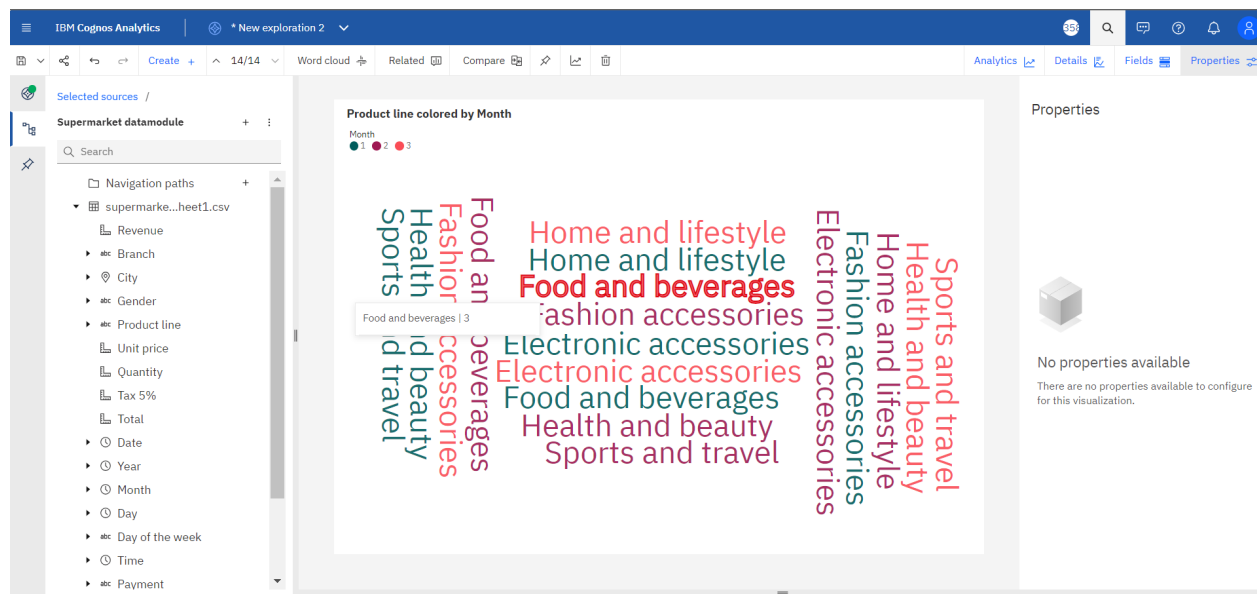 IBM Cognos Analytics
* New exploration 2
358
Create +
14/14
Word cloud
Related
Compare
Analytics
Details
Fields
Properties
Selected sources /
Supermarket datamodule
Search
Navigation paths
supermarke...heet1.csv
Revenue
abc Branch
City
abc Gender
abc Product line
Unit price
Quantity
Tax 5%
Total
Date
Year
Month
Day
abc Day of the week
Time
abc Payment
Product line colored by Month
Month
1 2 3
Sports and travel
Health and beauty
Fashion accessories
Food and beverages
Home and lifestyle
Home and lifestyle
Food and beverages
Fashion accessories
Electronic accessories
Electronic accessories
Food and beverages
Health and beauty
Sports and travel
Electronic accessories
Fashion accessories
Home and lifestyle
Health and beauty
Sports and travel
Food and beverages | 3
Properties
No properties available
There are no properties available to configure
for this visualization.